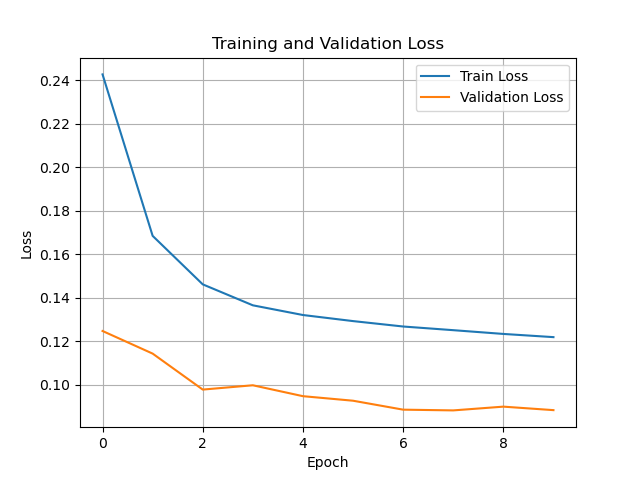 Training and Validation Loss
Train Loss
Validation Loss
0.24
0.22
0.20
0.18
0.16
0.14
0.12
0.10
Loss
0 2 4 6 8
Epoch